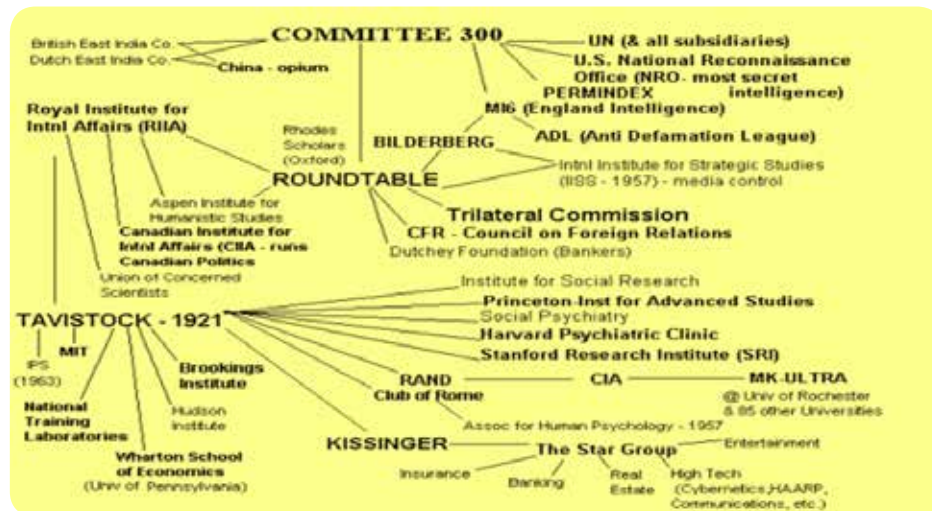 COMMITTEE 300
British East India Co.
Dutch East India Co.
China - opium
UN (& all subsidiaries)
U.S. National Reconnaissance
Office (NRO- most secret
intelligence)
PERMINDEX
MI6 (England Intelligence)
ADL (Anti Defamation League)
Royal Institute for
Intnl Affairs (RIIA)
Rhodes
Scholars
(Oxford)
BILDERBERG
Intnl Institute for Strategic Studies
(IISS - 1957) - media control
ROUNDTABLE
Aspen Institute for
Humanistic Studies
Trilateral Commission
CFR - Council on Foreign Relations
Dutchey Foundation (Bankers)
Canadian Institute for
Intnl Affairs (CIIA - runs
Canadian Politics
Union of Concerned
Scientists
Institute for Social Research
Princeton-Inst for Advanced Studies
Social Psychiatry
Harvard Psychiatric Clinic
Stanford Research Institute (SRI)
TAVISTOCK - 1921
IPS
(1963)
MIT
Brookings
Institute
RAND
CIA
MK-ULTRA
@ Univ of Rochester
& 85 other Universities
Club of Rome
Assoc for Human Psychology - 1957
National
Training
Laboratories
Hudson
Institute
Wharton School
of Economics
(Univ of Pennsylvania)
KISSINGER
The Star Group
Entertainment
Insurance
Banking
Real
Estate
High Tech
(Cybernetics,HAARP,
Communications, etc.)